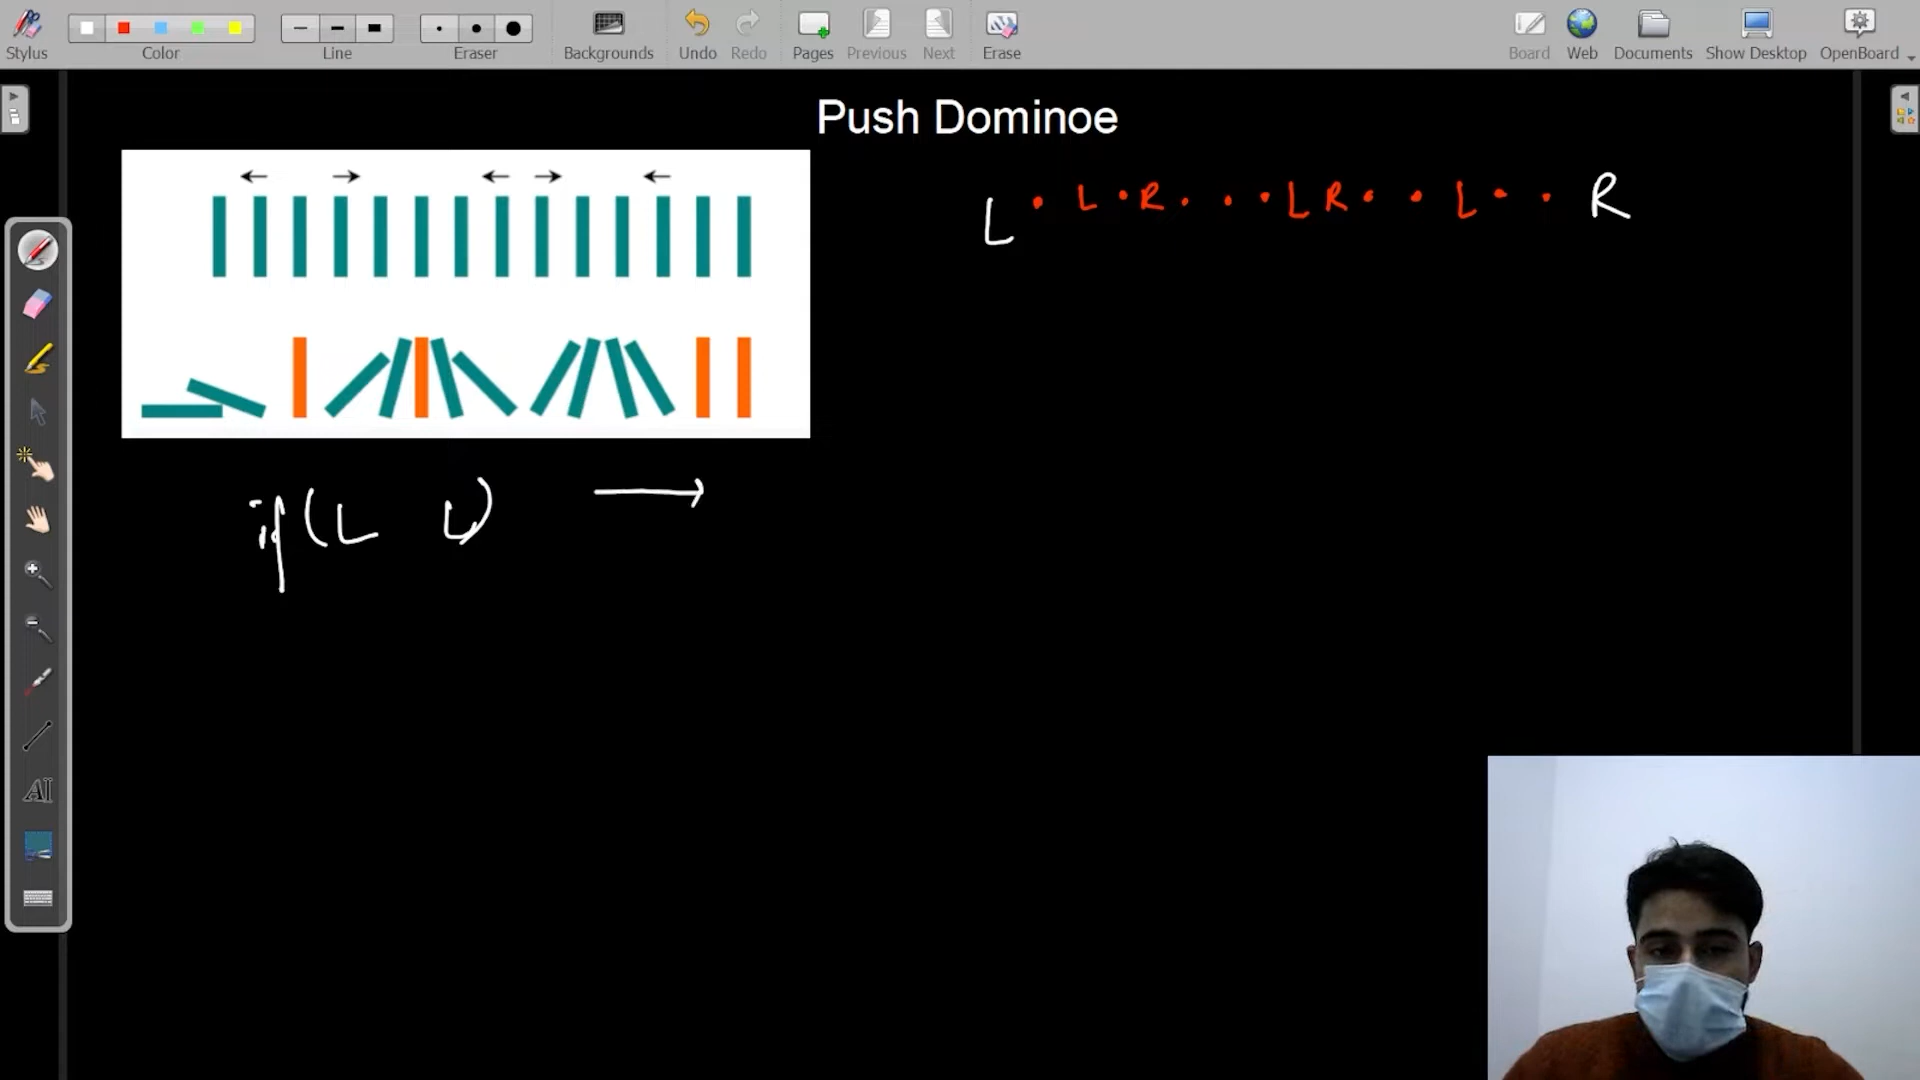 Stylus Color Line Eraser Backgrounds Undo Redo Pages Previous Next Erase Board Web Documents Show Desktop OpenBoard
Push Dominoe
L . L . R . . . L R . . L . . R
if (L L) →
AI